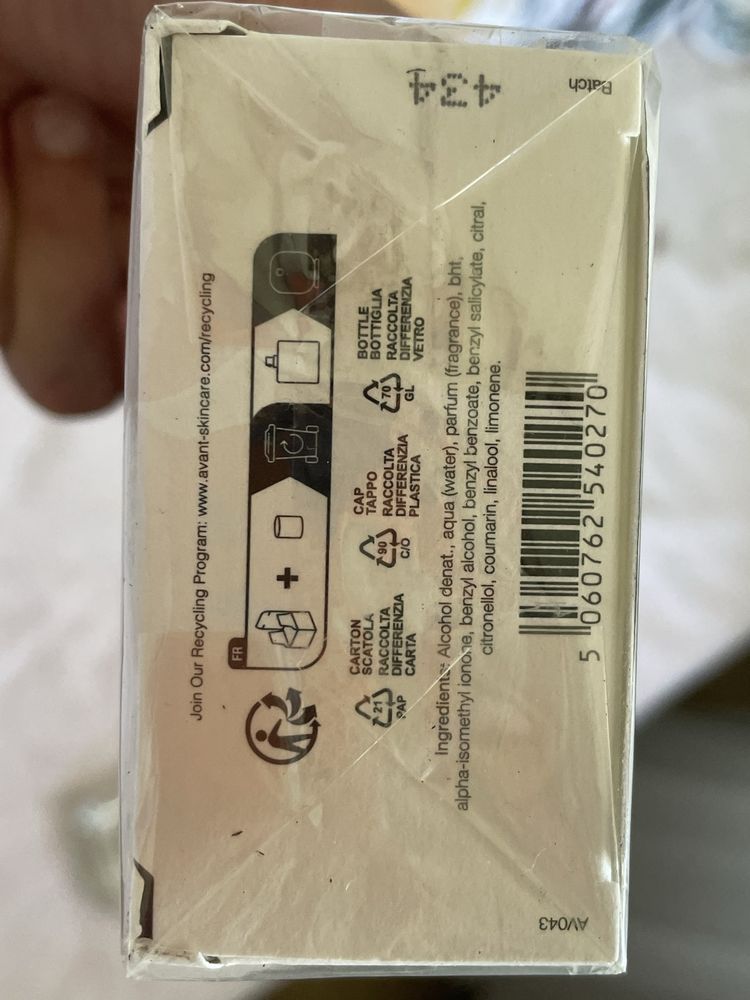 Join Our Recycling Program: www.avant-skincare.com/recycling
FR
CARTON
SCATOLA
RACCOLTA
DIFFERENZIA
CARTA
21
PAP
CAP
TAPPO
RACCOLTA
DIFFERENZIA
PLASTICA
90
C/O
BOTTLE
BOTTIGLIA
RACCOLTA
DIFFERENZIA
VETRO
70
GL
Ingredients: Alcohol denat., aqua (water), parfum (fragrance), bht,
alpha-isomethyl ionone, benzyl alcohol, benzyl benzoate, benzyl salicylate, citral,
citronellol, coumarin, linalool, limonene.
5 060762 540270
Batch
434
AV043